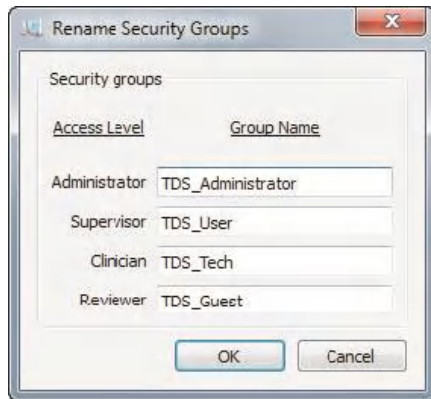 Rename Security Groups
Security groups
Access Level Group Name
Administrator TDS_Administrator
Supervisor TDS_User
Clinician TDS_Tech
Reviewer TDS_Guest
OK Cancel